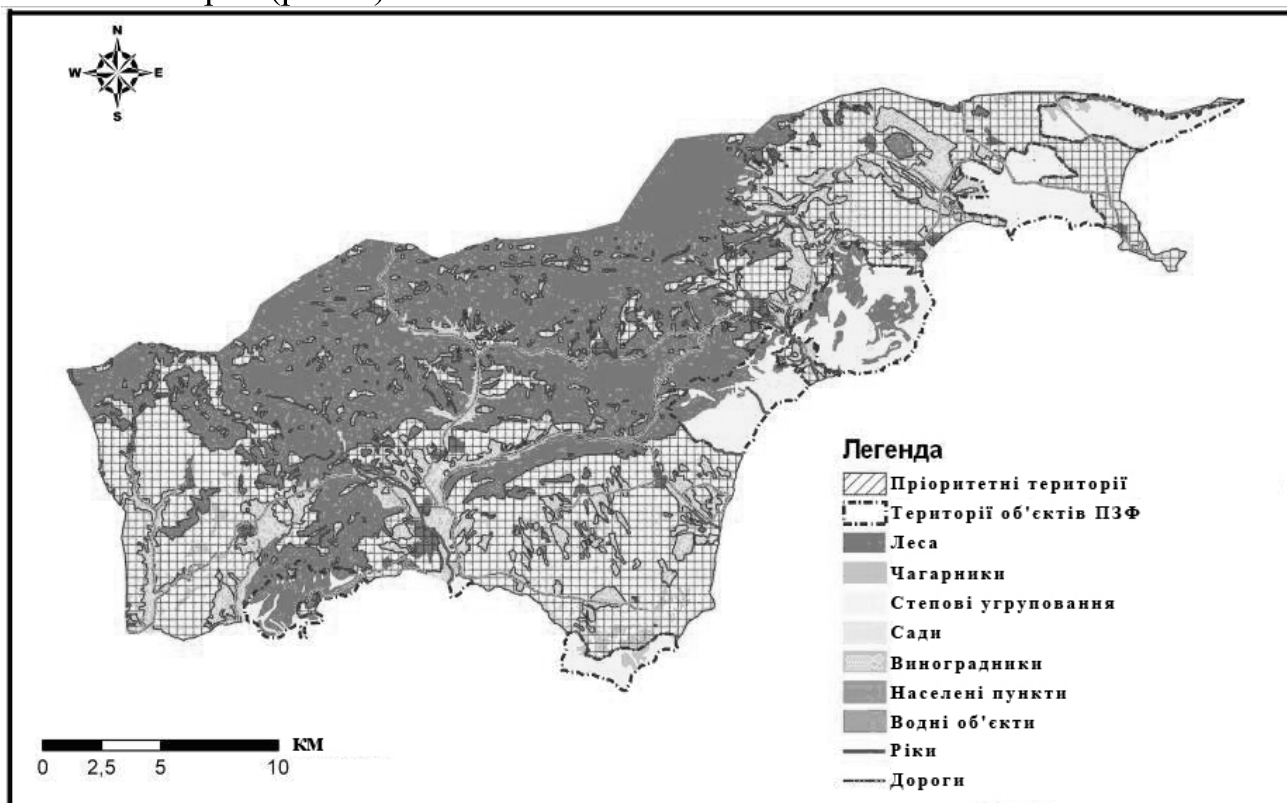 N
W E
S
Легенда
Пріоритетні території
Території об'єктів ПЗФ
Леса
Чагарники
Степові угруповання
Сади
Виноградники
Населені пункти
Водні об'єкти
Ріки
Дороги
км
0 2,5 5 10